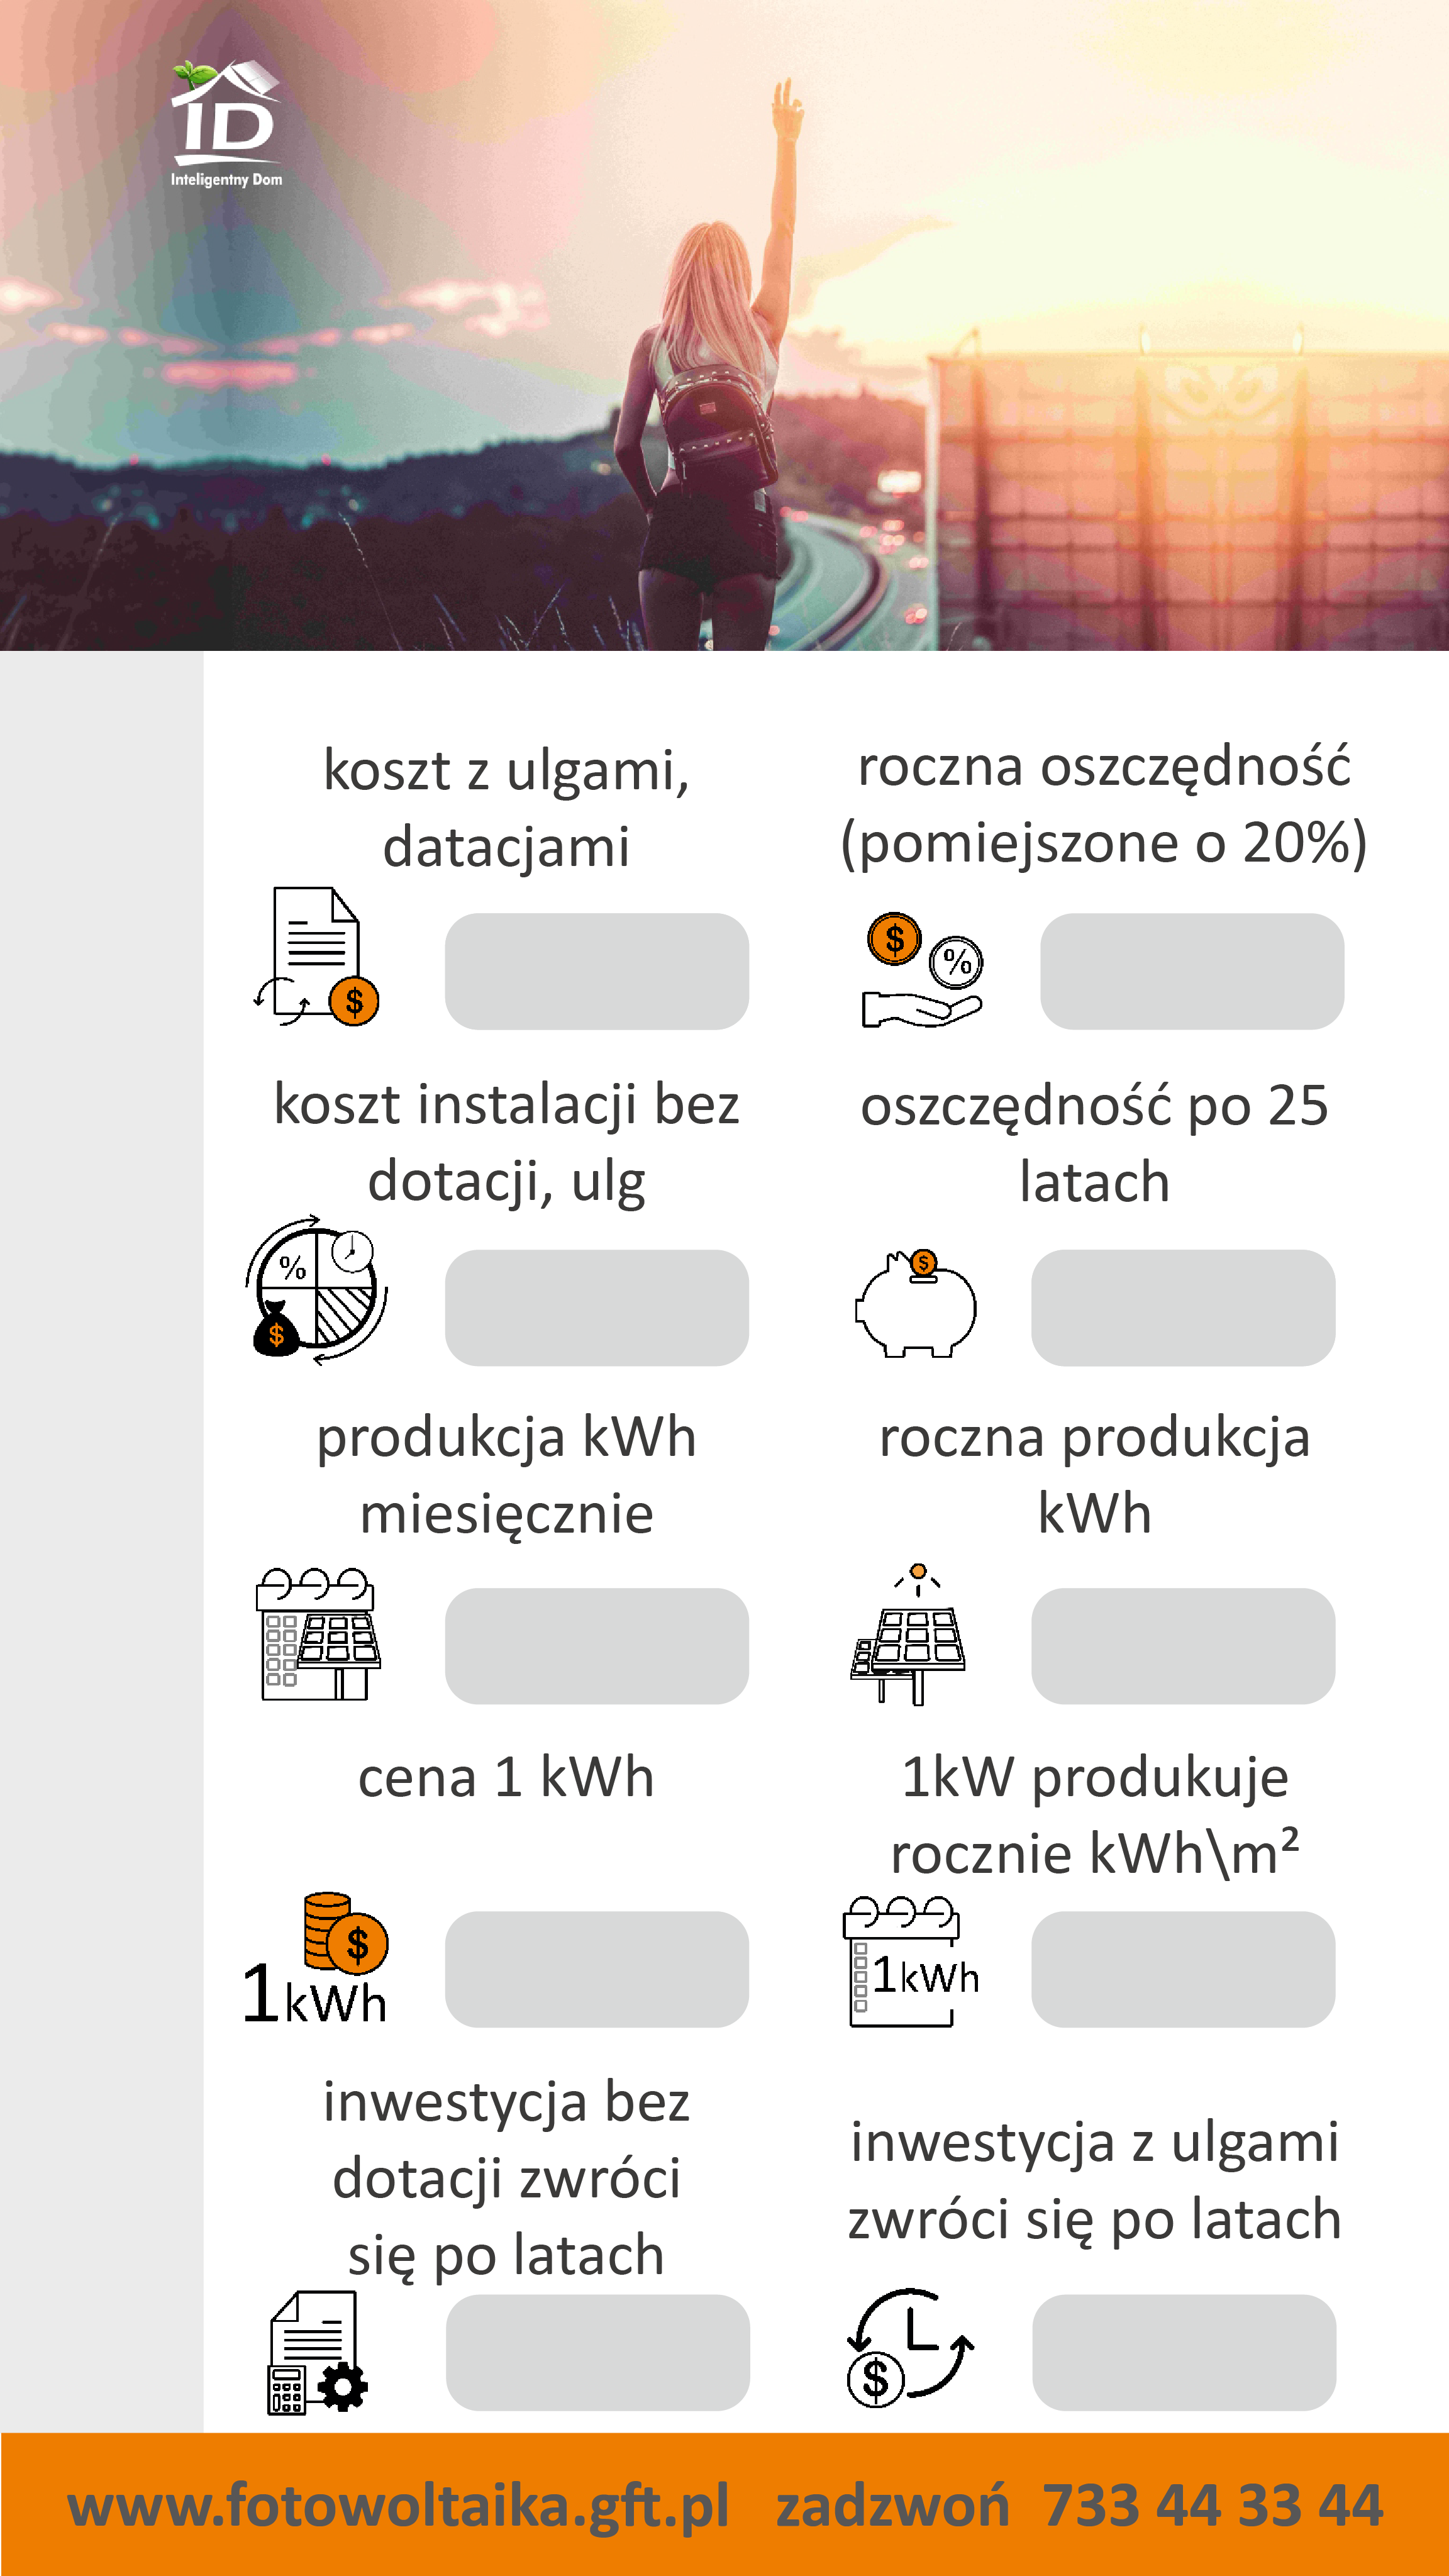 ID
Inteligentny Dom
koszt z ulgami,
datacjami
$
roczna oszczędność
(pomiejszone o 20%)
$
%
koszt instalacji bez
dotacji, ulg
%
$
oszczędność po 25
latach
$
produkcja kWh
miesięcznie
roczna produkcja
kWh
cena 1 kWh
$
1kWh
1kW produkuje
rocznie kWh\m²
1kWh
inwestycja bez
dotacji zwróci
się po latach
inwestycja z ulgami
zwróci się po latach
$
www.fotowoltaika.gft.pl zadzwoń 733 44 33 44